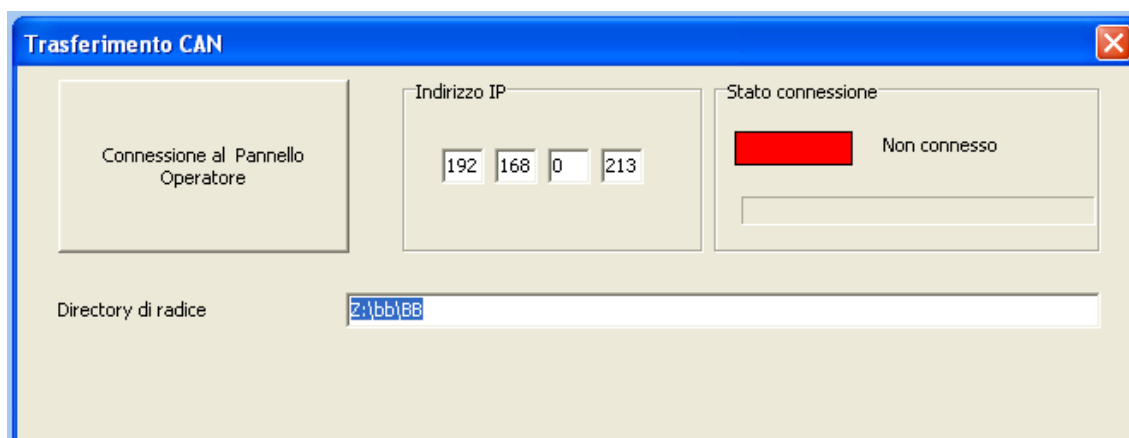 Trasferimento CAN
Connessione al Pannello
Operatore
Indirizzo IP
192 168 0 213
Stato connessione
Non connesso
Directory di radice
Z:\bb\BB